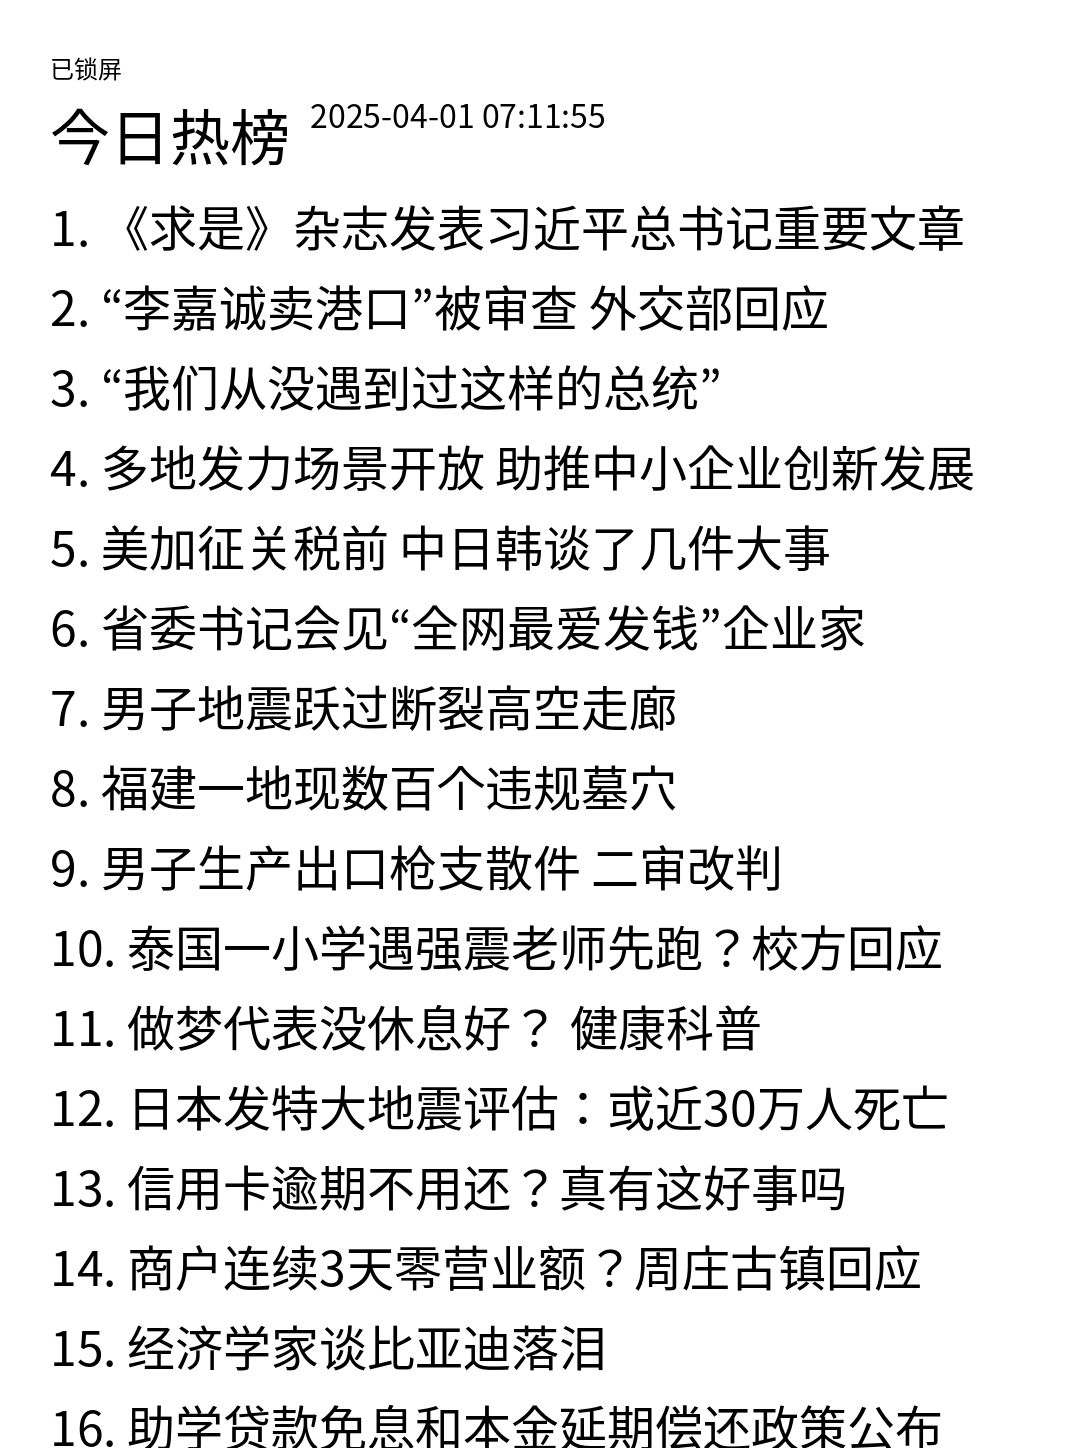 已锁屏
今日热榜 2025-04-01 07:11:55
1. 《求是》杂志发表习近平总书记重要文章
2. “李嘉诚卖港口”被审查 外交部回应
3. “我们从没遇到过这样的总统”
4. 多地发力场景开放 助推中小企业创新发展
5. 美加征关税前 中日韩谈了几件大事
6. 省委书记会见“全网最爱发钱”企业家
7. 男子地震跃过断裂高空走廊
8. 福建一地现数百个违规墓穴
9. 男子生产出口枪支散件 二审改判
10. 泰国一小学遇强震老师先跑？校方回应
11. 做梦代表没休息好？ 健康科普
12. 日本发特大地震评估：或近30万人死亡
13. 信用卡逾期不用还？真有这好事吗
14. 商户连续3天零营业额？周庄古镇回应
15. 经济学家谈比亚迪落泪
16. 助学贷款免息和本金延期偿还政策公布